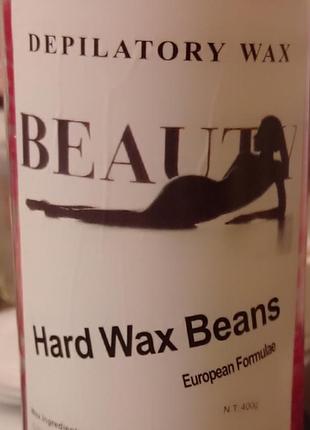 DEPILATORY WAX
BEAUTY
Hard Wax Beans
European Formulae
N.T. 400g